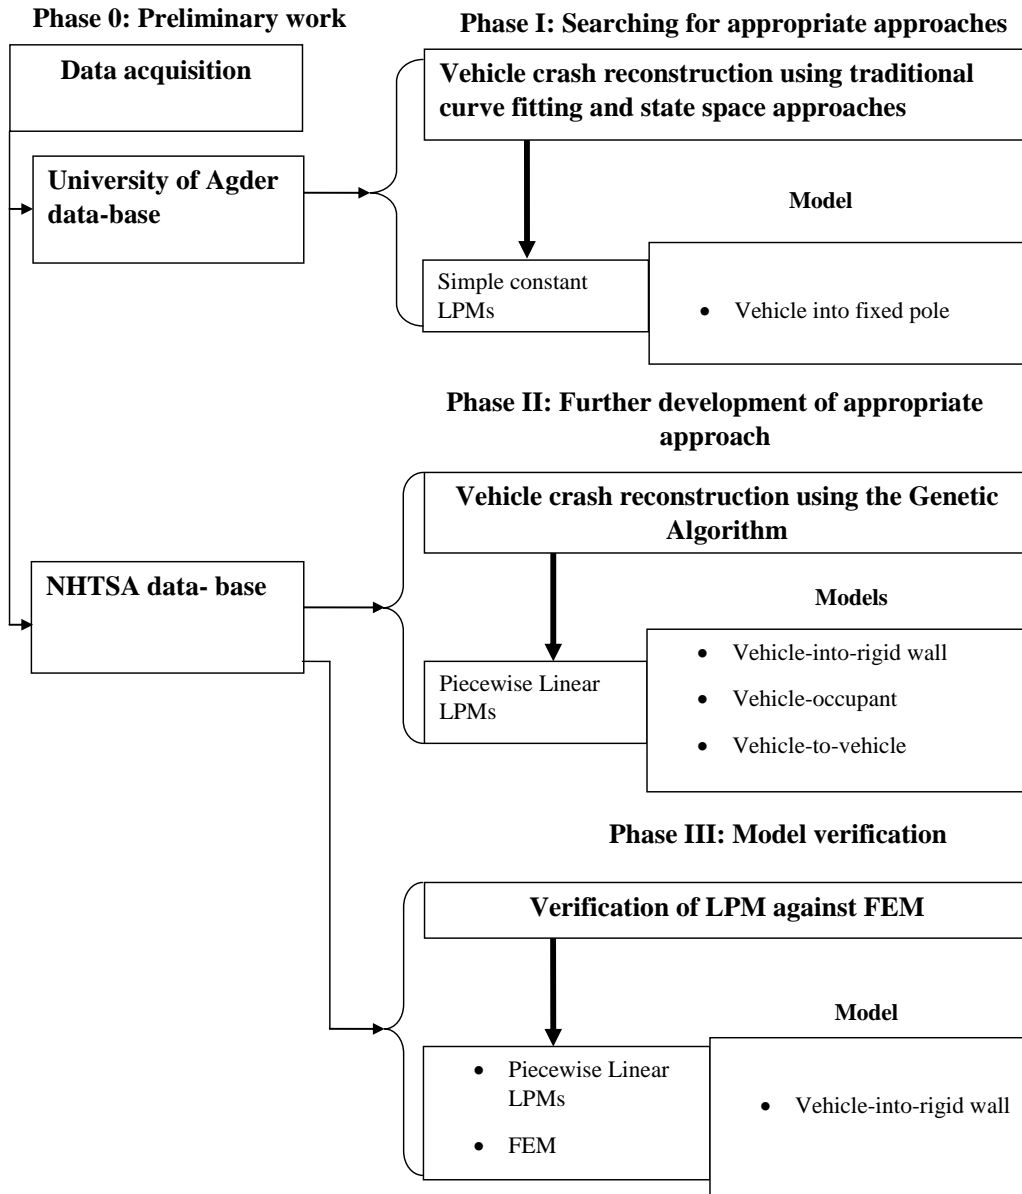 Phase 0: Preliminary work
Data acquisition
University of Agder
data-base
NHTSA data- base
Phase I: Searching for appropriate approaches
Vehicle crash reconstruction using traditional
curve fitting and state space approaches
Model
Simple constant
LPMs
• Vehicle into fixed pole
Phase II: Further development of appropriate
approach
Vehicle crash reconstruction using the Genetic
Algorithm
Models
Piecewise Linear
LPMs
• Vehicle-into-rigid wall
• Vehicle-occupant
• Vehicle-to-vehicle
Phase III: Model verification
Verification of LPM against FEM
Model
• Piecewise Linear
LPMs
• FEM
• Vehicle-into-rigid wall